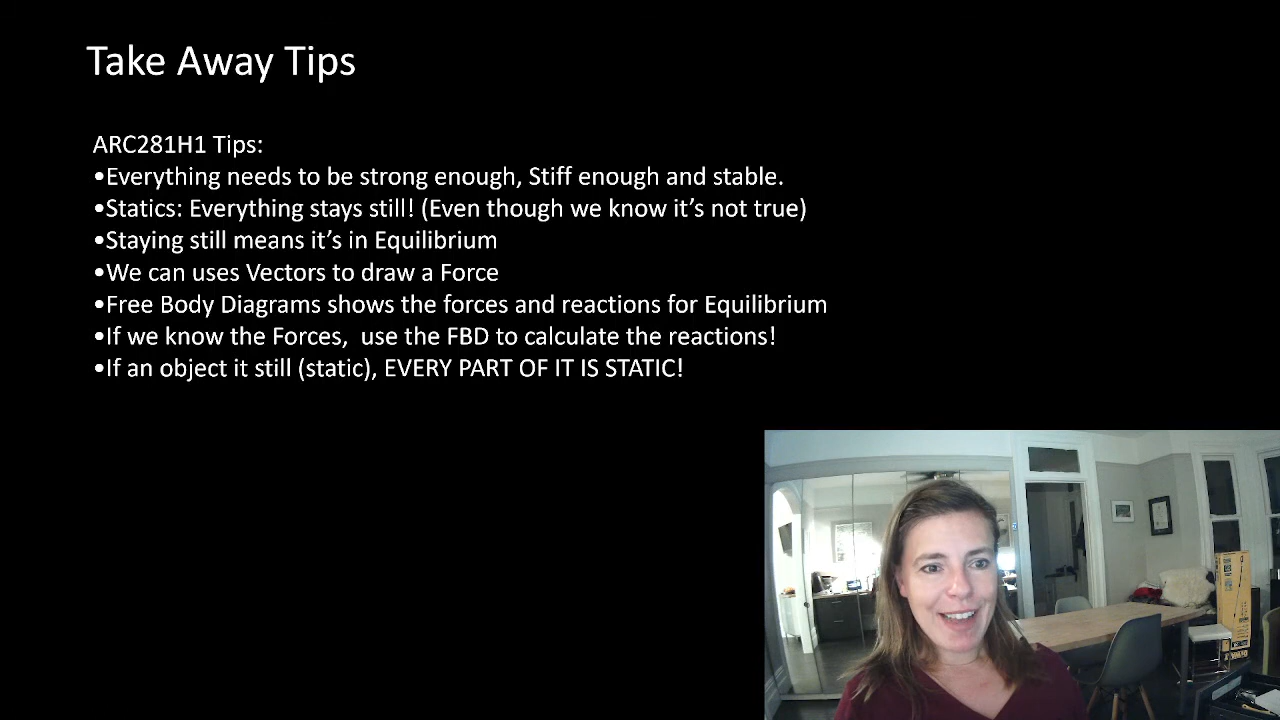 Take Away Tips
ARC281H1 Tips:
•Everything needs to be strong enough, Stiff enough and stable.
•Statics: Everything stays still! (Even though we know it’s not true)
•Staying still means it’s in Equilibrium
•We can uses Vectors to draw a Force
•Free Body Diagrams shows the forces and reactions for Equilibrium
•If we know the Forces,  use the FBD to calculate the reactions!
•If an object it still (static), EVERY PART OF IT IS STATIC!